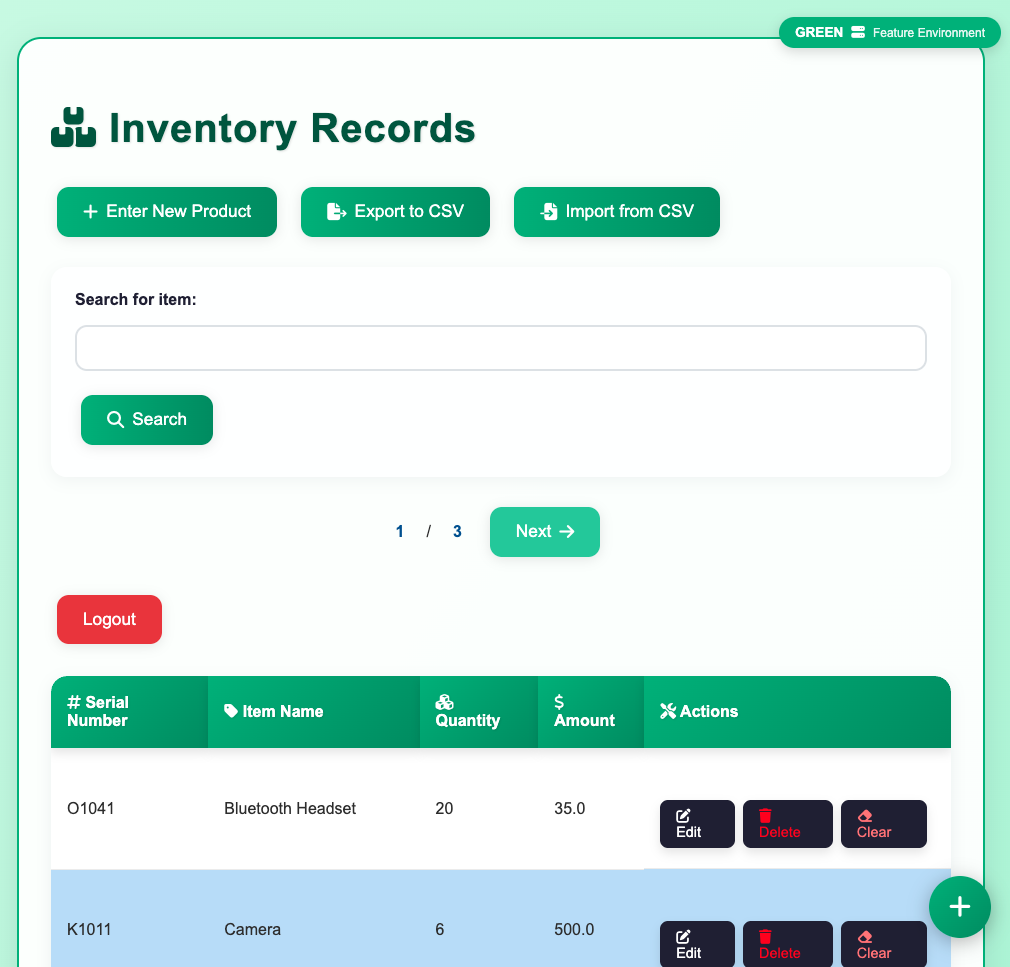 GREEN Feature Environment
Inventory Records
Enter New Product
Export to CSV
Import from CSV
Search for item:
Search
1 / 3 Next
Logout
# Serial Number
Item Name
Quantity
$ Amount
Actions
O1041 Bluetooth Headset 20 35.0
Edit Delete Clear
K1011 Camera 6 500.0
Edit Delete Clear